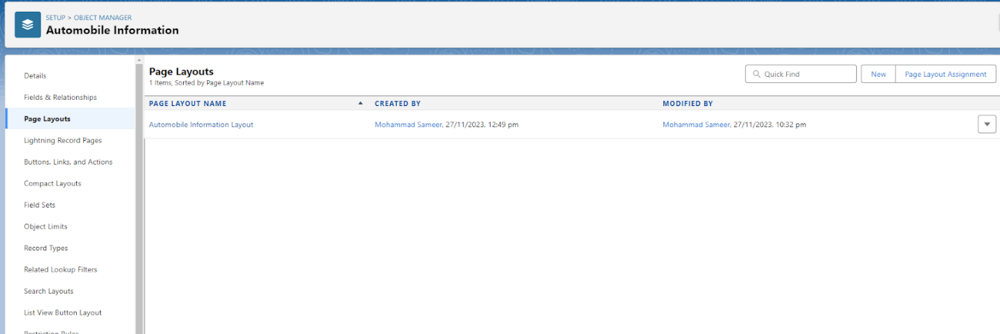 SETUP > OBJECT MANAGER
Automobile Information
Details
Fields & Relationships
Page Layouts
Lightning Record Pages
Buttons, Links, and Actions
Compact Layouts
Field Sets
Object Limits
Record Types
Related Lookup Filters
Search Layouts
List View Button Layout
Restriction Rules
Page Layouts
1 Items, Sorted by Page Layout Name
Quick Find
New
Page Layout Assignment
PAGE LAYOUT NAME CREATED BY MODIFIED BY
Automobile Information Layout Mohammad Sameer, 27/11/2023, 12:49 pm Mohammad Sameer, 27/11/2023, 10:32 pm